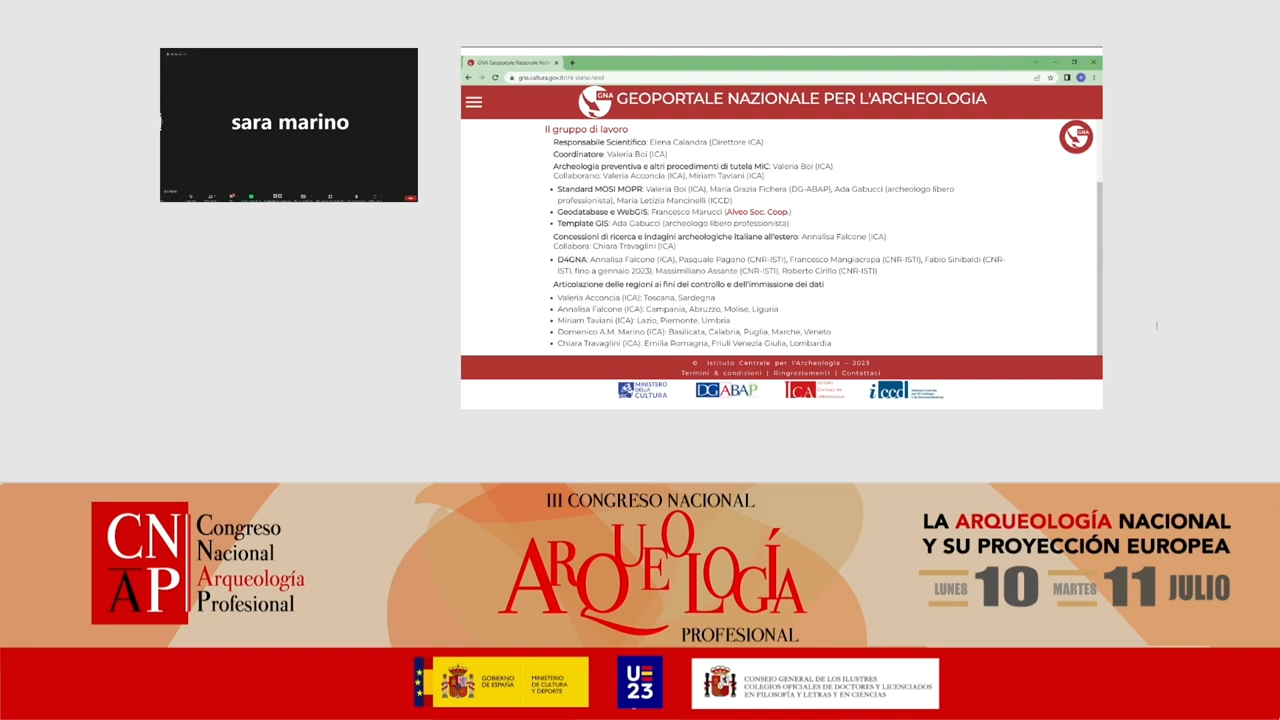 sara marino
GNA Geoportale Nazionale Arch
gna.cultura.gov.it/chi-siamo.html
GNA
GEOPORTALE NAZIONALE PER L'ARCHEOLOGIA
GNA
Il gruppo di lavoro
Responsabile Scientifico: Elena Calandra (Direttore ICA)
Coordinatore: Valeria Boi (ICA)
Archeologia preventiva e altri procedimenti di tutela MiC: Valeria Boi (ICA)
Collaborano: Valeria Acconcia (ICA), Miriam Taviani (ICA)
• Standard MOSI MOPR: Valeria Boi (ICA), Maria Grazia Fichera (DG-ABAP), Ada Gabucci (archeologo libero
professionista), Maria Letizia Mancinelli (ICCD)
• Geodatabase e WebGIS: Francesco Marucci (Alveo Soc. Coop.)
• Template GIS: Ada Gabucci (archeologo libero professionista)
Concessioni di ricerca e indagini archeologiche italiane all'estero: Annalisa Falcone (ICA)
Collabora: Chiara Travaglini (ICA)
• D4GNA: Annalisa Falcone (ICA), Pasquale Pagano (CNR-ISTI), Francesco Mangiacrapa (CNR-ISTI), Fabio Sinibaldi (CNR-
ISTI, fino a gennaio 2023), Massimiliano Assante (CNR-ISTI), Roberto Cirillo (CNR-ISTI)
Articolazione delle regioni ai fini del controllo e dell'immissione dei dati
• Valeria Acconcia (ICA): Toscana, Sardegna
• Annalisa Falcone (ICA): Campania, Abruzzo, Molise, Liguria
• Miriam Taviani (ICA): Lazio, Piemonte, Umbria
• Domenico A.M. Marino (ICA): Basilicata, Calabria, Puglia, Marche, Veneto
• Chiara Travaglini (ICA): Emilia Romagna, Friuli Venezia Giulia, Lombardia
© Istituto Centrale per l'Archeologia - 2023
Termini & condizioni | Ringraziamenti | Contattaci
MINISTERO
DELLA
CULTURA
DGABAP
ICA
iccd
CN
AP
Congreso
Nacional
Arqueología
Profesional
III CONGRESO NACIONAL
ARQUEOLOGÍA
PROFESIONAL
LA ARQUEOLOGÍA NACIONAL
Y SU PROYECCIÓN EUROPEA
LUNES 10 MARTES 11 JULIO
GOBIERNO
DE ESPAÑA
MINISTERIO
DE CULTURA
Y DEPORTE
UE
23
CONSEJO GENERAL DE LOS ILUSTRES
COLEGIOS OFICIALES DE DOCTORES Y LICENCIADOS
EN FILOSOFÍA Y LETRAS Y EN CIENCIAS